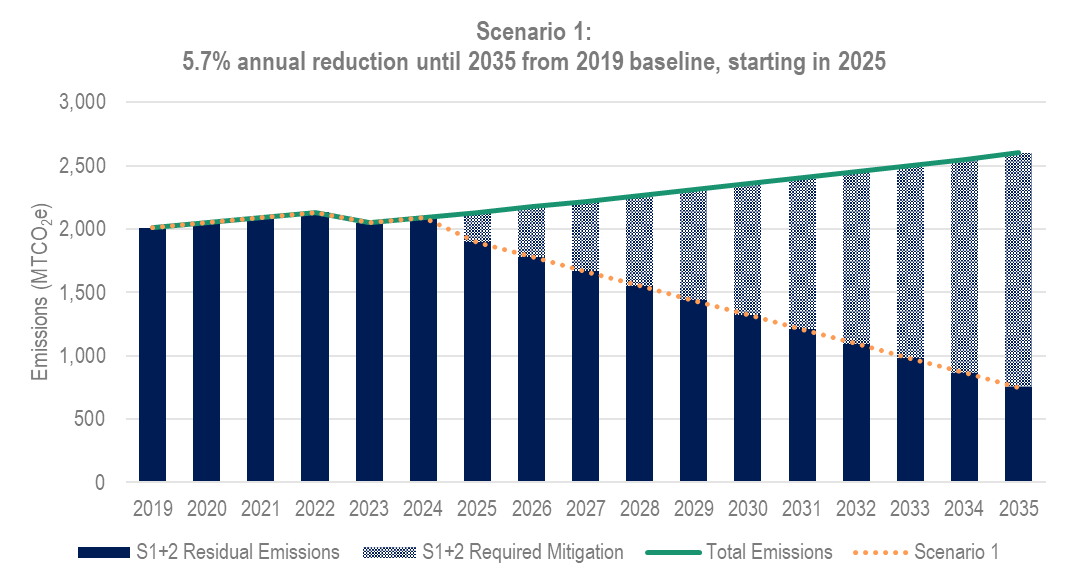 Scenario 1:
5.7% annual reduction until 2035 from 2019 baseline, starting in 2025
Emissions (MTCO₂e)
3,000
2,500
2,000
1,500
1,000
500
0
2019 2020 2021 2022 2023 2024 2025 2026 2027 2028 2029 2030 2031 2032 2033 2034 2035
S1+2 Residual Emissions S1+2 Required Mitigation Total Emissions Scenario 1